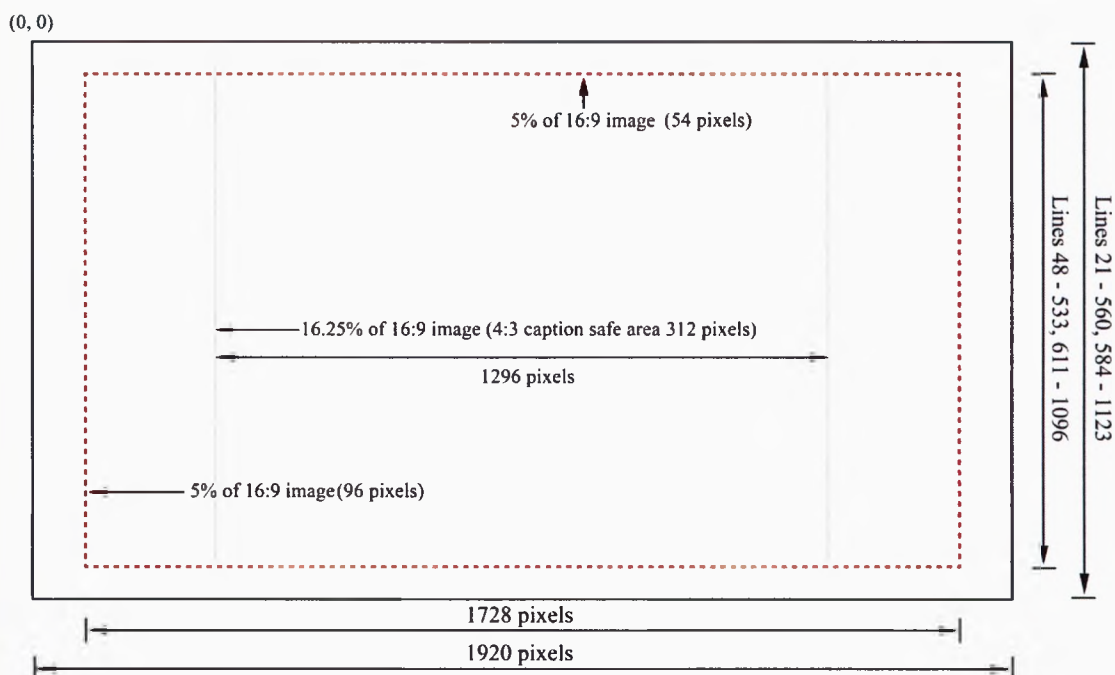 (0, 0)
5% of 16:9 image (54 pixels)
16.25% of 16:9 image (4:3 caption safe area 312 pixels)
1296 pixels
5% of 16:9 image(96 pixels)
Lines 48 - 533, 611 - 1096
Lines 21 - 560, 584 - 1123
1728 pixels
1920 pixels